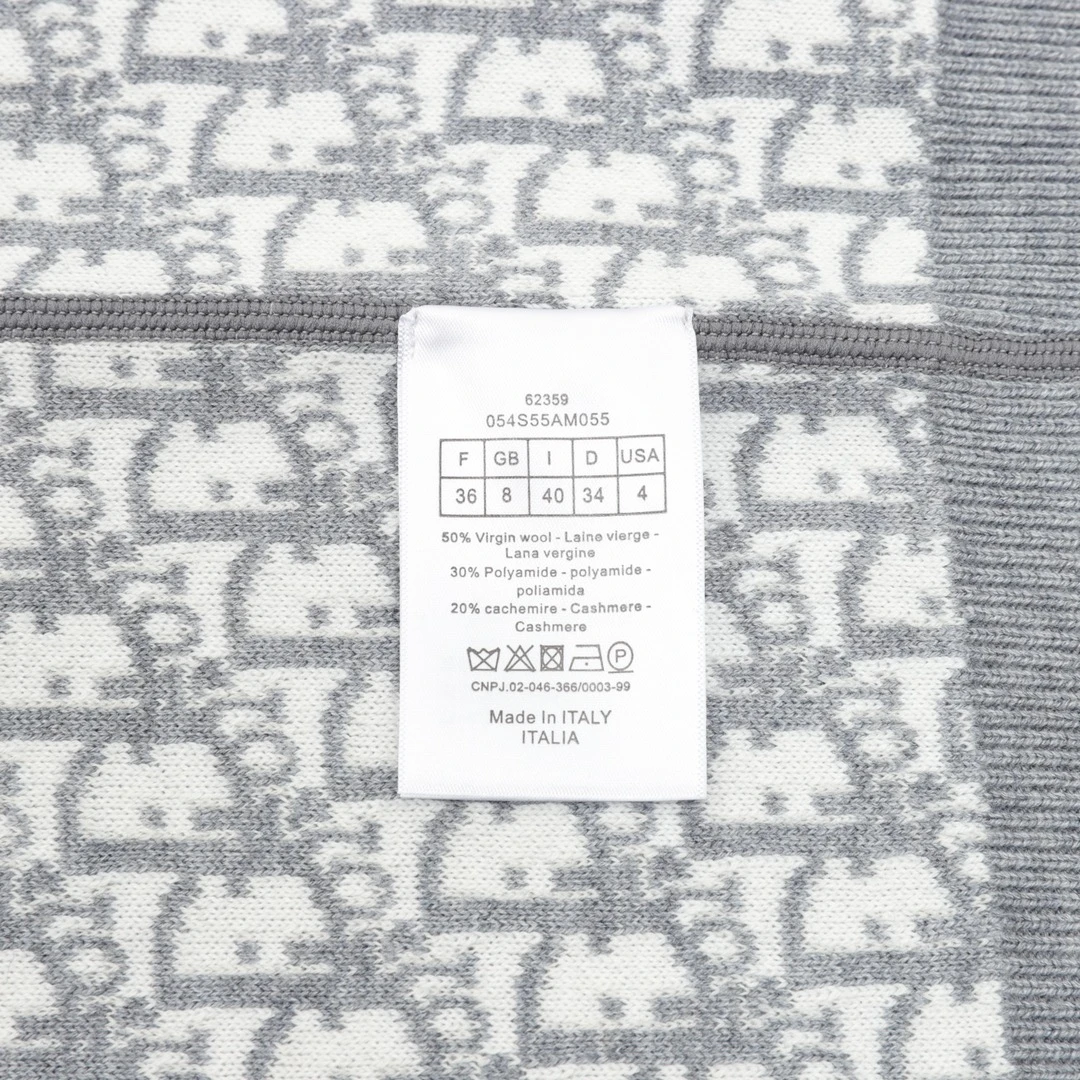 62359
054S55AM055
F GB I D USA
36 8 40 34 4
50% Virgin wool - Laine vierge -
Lana vergine
30% Polyamide - polyamide -
poliamida
20% cachemire - Cashmere -
Cashmere
P
CNPJ.02-046-366/0003-99
Made In ITALY
ITALIA